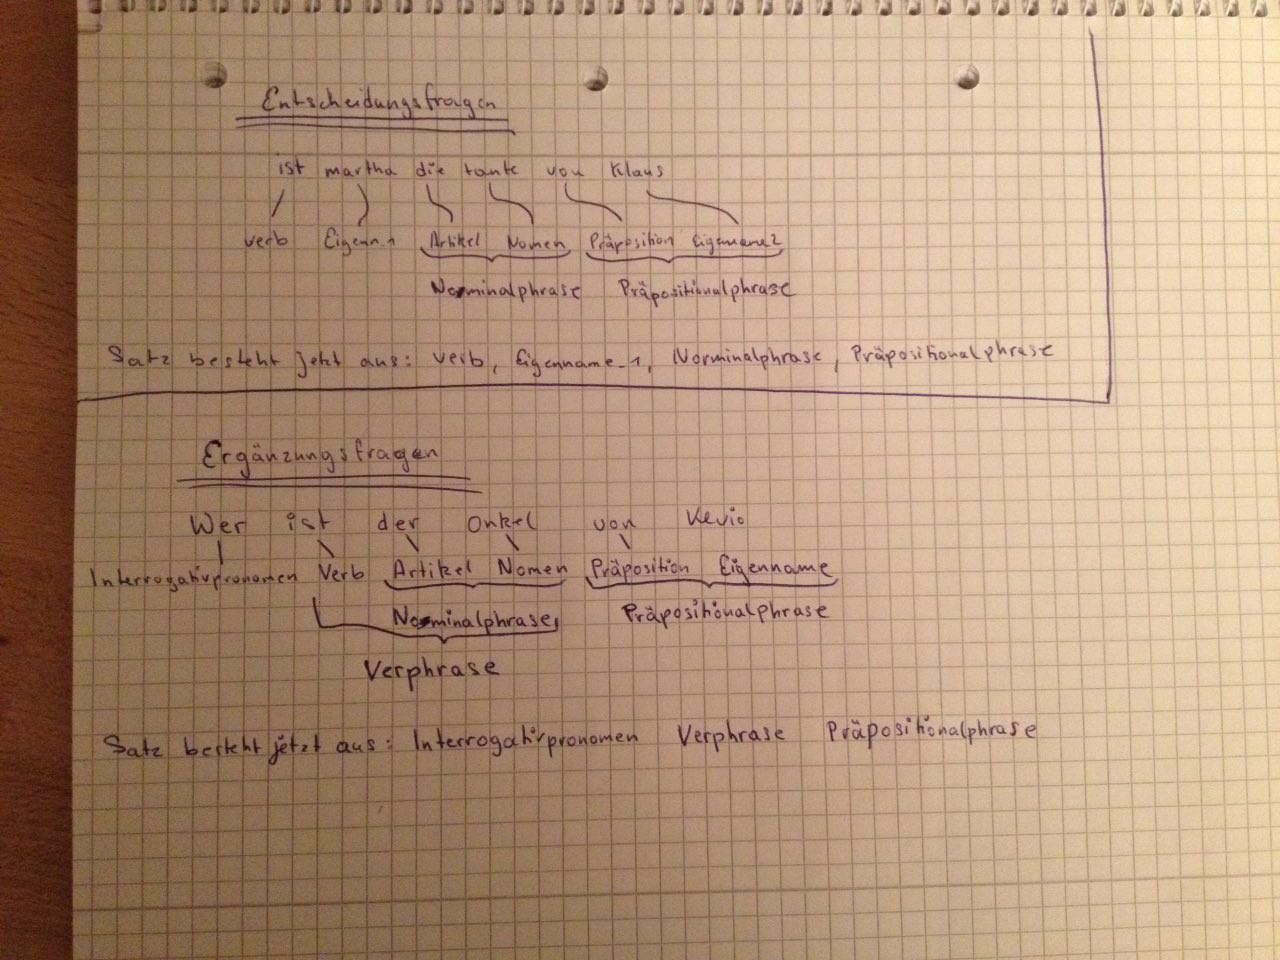 Entscheidungsfragen
ist martha die tante von Klaus
verb Eigenn_1 Artikel Nomen Präposition Eigenname2
Norminalphrase Präpositionalphrase
Satz besteht jetzt aus: verb, Eigenname_1, Norminalphrase, Präpositionalphrase
Ergänzungsfragen
Wer ist der Onkel von Kevin
Interrogativpronomen Verb Artikel Nomen Präposition Eigenname
Norminalphrase Präpositionalphrase
Verphrase
Satz besteht jetzt aus: Interrogativpronomen Verphrase Präpositionalphrase